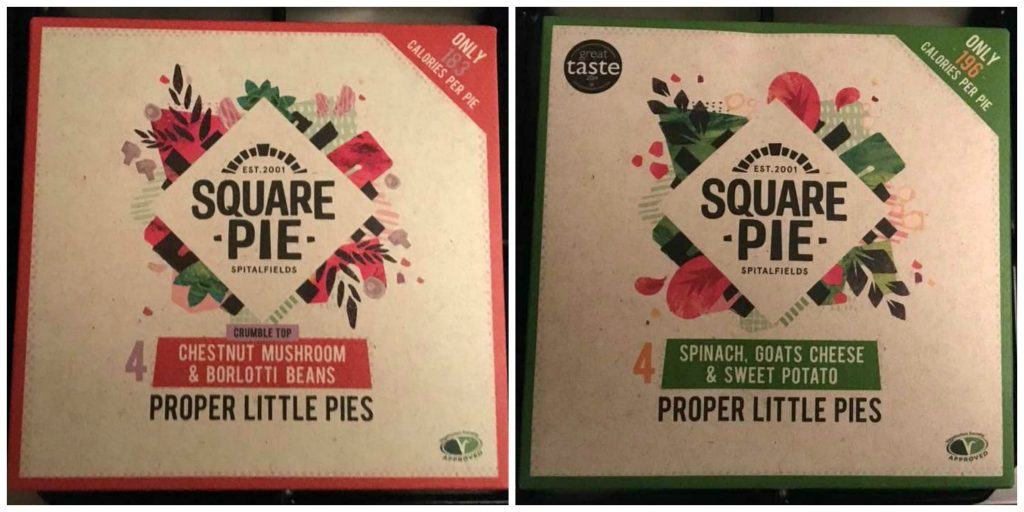 ONLY
183
CALORIES PER PIE
EST. 2001
SQUARE
- PIE -
SPITALFIELDS
CRUMBLE TOP
4
CHESTNUT MUSHROOM
& BORLOTTI BEANS
PROPER LITTLE PIES
APPROVED
great
taste
ONLY
196
CALORIES PER PIE
EST. 2001
SQUARE
- PIE -
SPITALFIELDS
4
SPINACH, GOATS CHEESE
& SWEET POTATO
PROPER LITTLE PIES
APPROVED